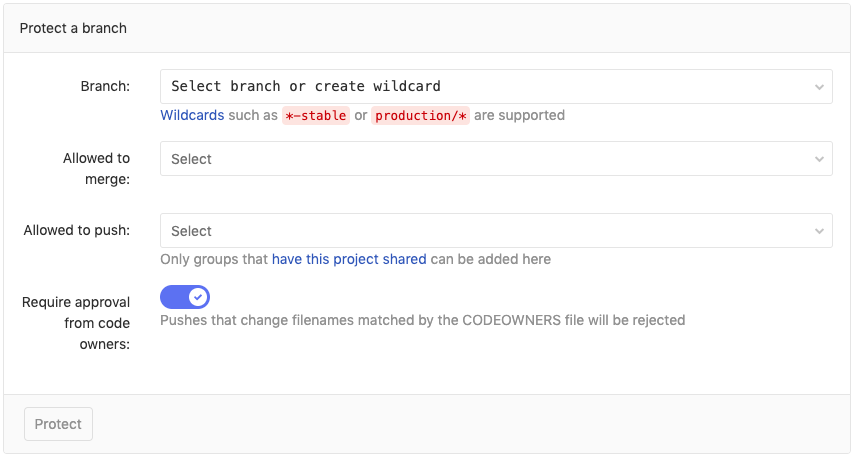 Protect a branch
Branch:
Select branch or create wildcard
Wildcards such as *-stable or production/* are supported
Allowed to
merge:
Select
Allowed to push:
Select
Only groups that have this project shared can be added here
Require approval
from code
owners:
Pushes that change filenames matched by the CODEOWNERS file will be rejected
Protect